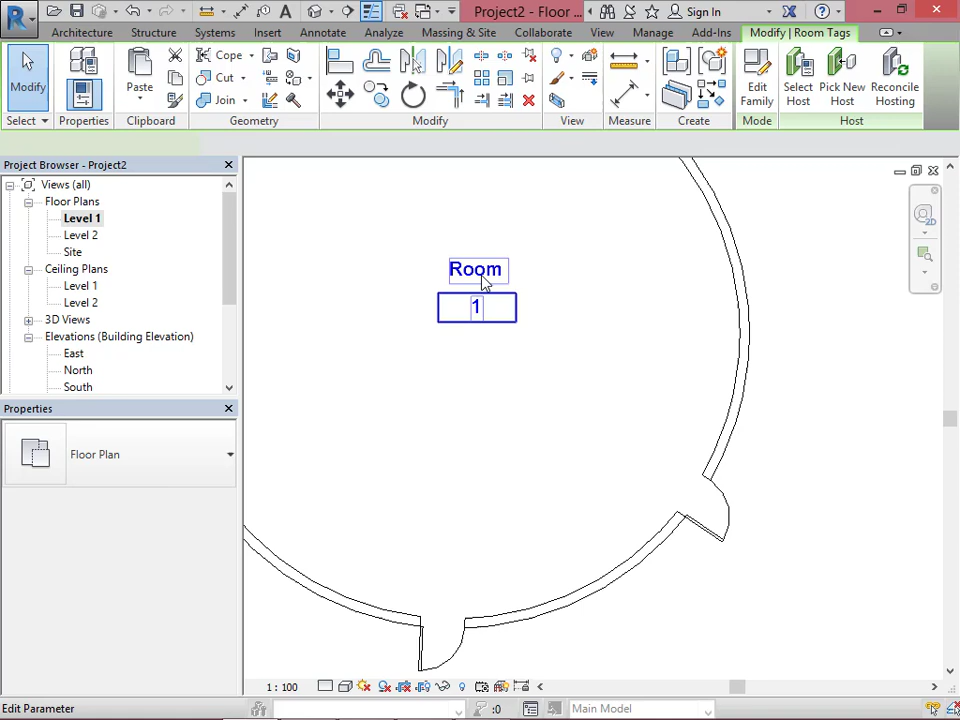 Project2 - Floor ...
Sign In
Architecture Structure Systems Insert Annotate Analyze Massing & Site Collaborate View Manage Add-Ins Modify | Room Tags
Modify
Select
Properties
Paste
Clipboard
Cope
Cut
Join
Geometry
Modify
View
Measure
Create
Edit
Family
Mode
Select
Host
Pick New
Host
Reconcile
Hosting
Host
Project Browser - Project2
Views (all)
Floor Plans
Level 1
Level 2
Site
Ceiling Plans
Level 1
Level 2
3D Views
Elevations (Building Elevation)
East
North
South
Properties
Floor Plan
Room
1
2D
1 : 100
Edit Parameter
:0
Main Model